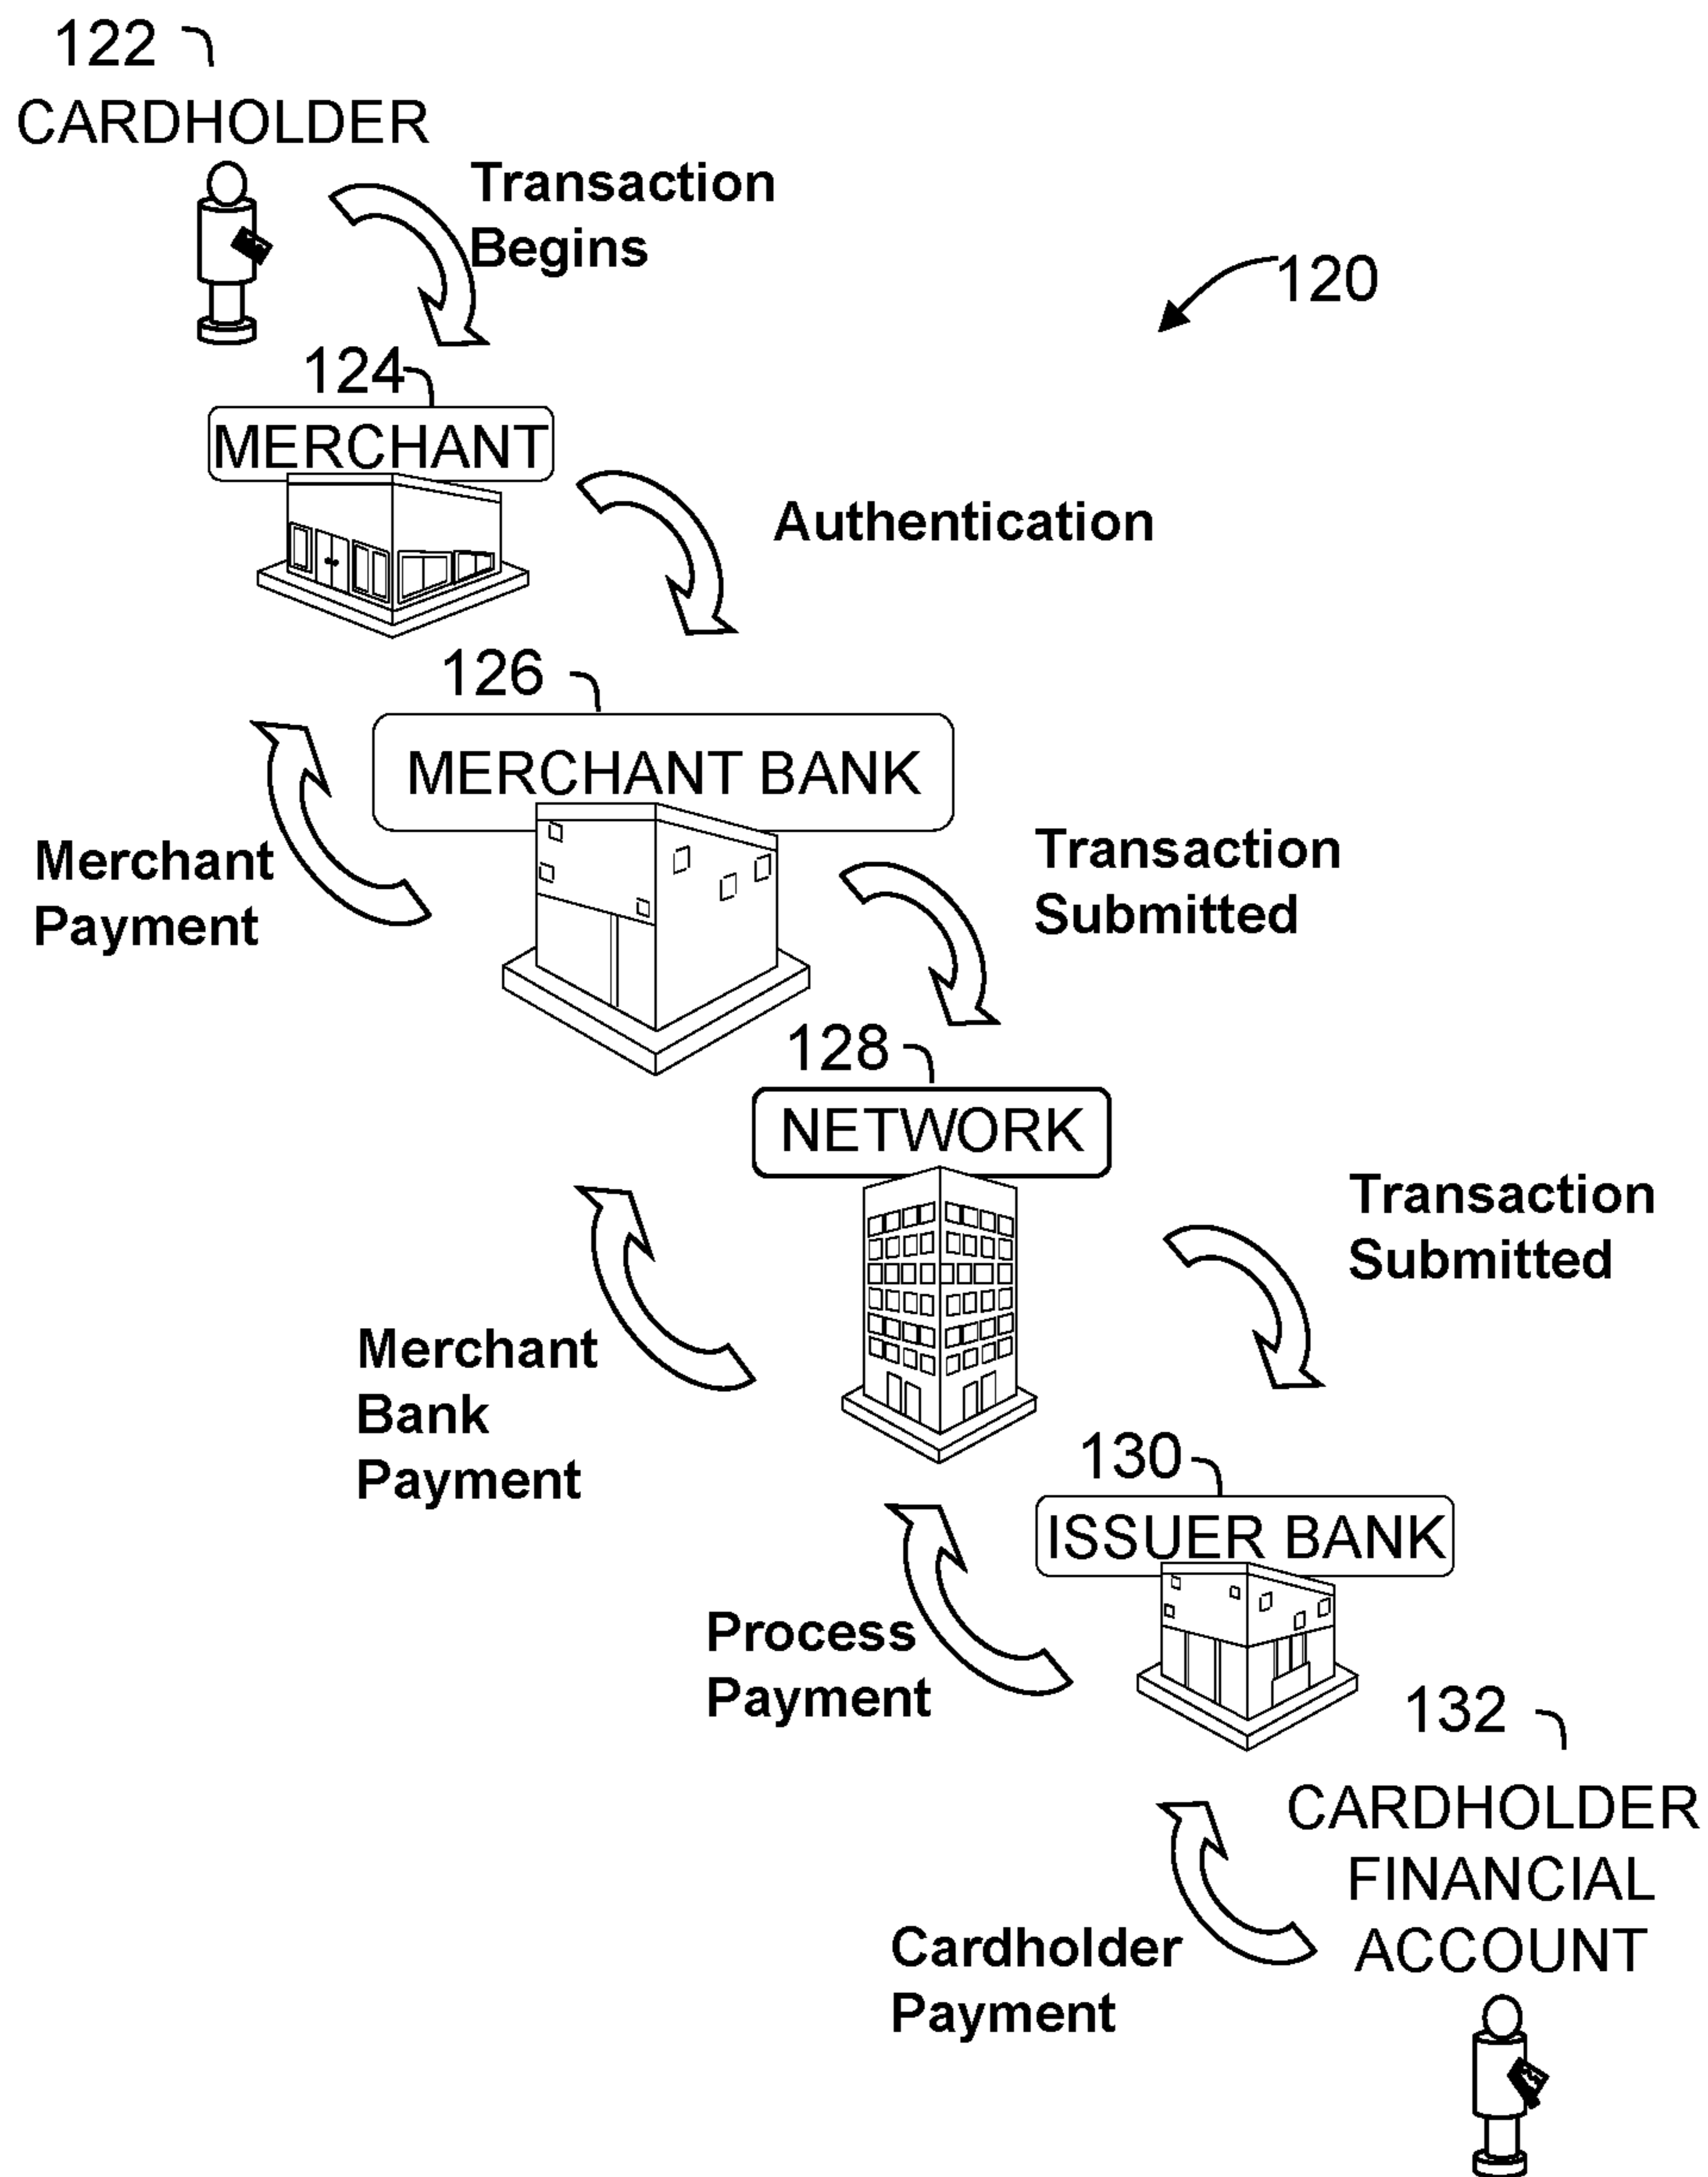 122
CARDHOLDER
Transaction
Begins
120
124
MERCHANT
Authentication
126
MERCHANT BANK
Merchant
Payment
Transaction
Submitted
128
NETWORK
Transaction
Submitted
Merchant
Bank
Payment
130
ISSUER BANK
Process
Payment
132
CARDHOLDER
FINANCIAL
ACCOUNT
Cardholder
Payment